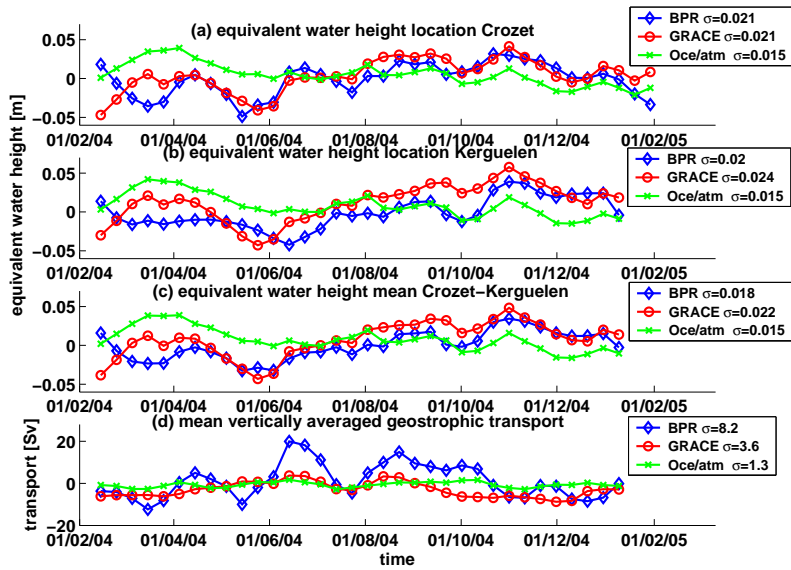 (a) equivalent water height location Crozet
BPR σ=0.021
GRACE σ=0.021
Oce/atm σ=0.015
0.05
0
−0.05
01/02/04 01/04/04 01/06/04 01/08/04 01/10/04 01/12/04 01/02/05
(b) equivalent water height location Kerguelen
BPR σ=0.02
GRACE σ=0.024
Oce/atm σ=0.015
0.05
0
−0.05
01/02/04 01/04/04 01/06/04 01/08/04 01/10/04 01/12/04 01/02/05
equivalent water height [m]
(c) equivalent water height mean Crozet−Kerguelen
BPR σ=0.018
GRACE σ=0.022
Oce/atm σ=0.015
0.05
0
−0.05
01/02/04 01/04/04 01/06/04 01/08/04 01/10/04 01/12/04 01/02/05
(d) mean vertically averaged geostrophic transport
BPR σ=8.2
GRACE σ=3.6
Oce/atm σ=1.3
transport [Sv]
20
0
−20
01/02/04 01/04/04 01/06/04 01/08/04 01/10/04 01/12/04 01/02/05
time